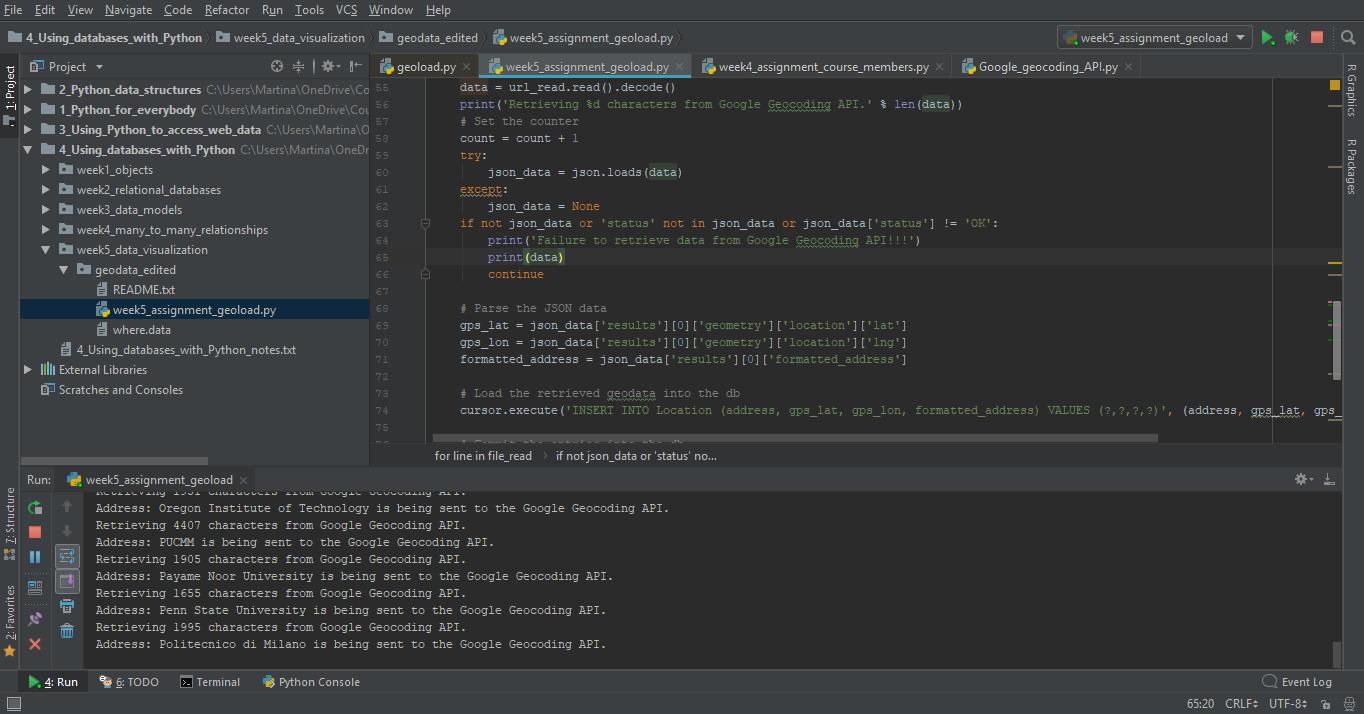 File Edit View Navigate Code Refactor Run Tools VCS Window Help
4_Using_databases_with_Python week5_data_visualization geodata_edited week5_assignment_geoload.py week5_assignment_geoload
1: Project
Project
geoload.py week5_assignment_geoload.py week4_assignment_course_members.py Google_geocoding_API.py
2_Python_data_structures C:\Users\Martina\OneDrive\Co
1_Python_for_everybody C:\Users\Martina\OneDrive\Cou
3_Using_Python_to_access_web_data C:\Users\Martina\O
4_Using_databases_with_Python C:\Users\Martina\OneDr
week1_objects
week2_relational_databases
week3_data_models
week4_many_to_many_relationships
week5_data_visualization
geodata_edited
README.txt
week5_assignment_geoload.py
where.data
4_Using_databases_with_Python_notes.txt
External Libraries
Scratches and Consoles
55 data = url_read.read().decode()
56 print('Retrieving %d characters from Google Geocoding API.' % len(data))
57 # Set the counter
58 count = count + 1
59 try:
60 json_data = json.loads(data)
61 except:
62 json_data = None
63 if not json_data or 'status' not in json_data or json_data['status'] != 'OK':
64 print('Failure to retrieve data from Google Geocoding API!!!')
65 print(data)
66 continue
67
68 # Parse the JSON data
69 gps_lat = json_data['results'][0]['geometry']['location']['lat']
70 gps_lon = json_data['results'][0]['geometry']['location']['lng']
71 formatted_address = json_data['results'][0]['formatted_address']
72
73 # Load the retrieved geodata into the db
74 cursor.execute('INSERT INTO Location (address, gps_lat, gps_lon, formatted_address) VALUES (?,?,?,?)', (address, gps_lat, gps_
75
for line in file_read if not json_data or 'status' no...
R Graphics
R Packages
Run: week5_assignment_geoload
Retrieving 1931 characters from Google Geocoding API.
Address: Oregon Institute of Technology is being sent to the Google Geocoding API.
Retrieving 4407 characters from Google Geocoding API.
Address: PUCMM is being sent to the Google Geocoding API.
Retrieving 1905 characters from Google Geocoding API.
Address: Payame Noor University is being sent to the Google Geocoding API.
Retrieving 1655 characters from Google Geocoding API.
Address: Penn State University is being sent to the Google Geocoding API.
Retrieving 1995 characters from Google Geocoding API.
Address: Politecnico di Milano is being sent to the Google Geocoding API.
7: Structure
2: Favorites
4: Run 6: TODO Terminal Python Console Event Log
65:20 CRLF UTF-8